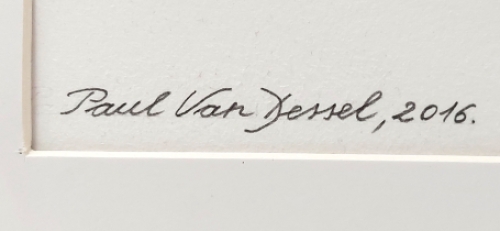 Paul Van Dessel, 2016.